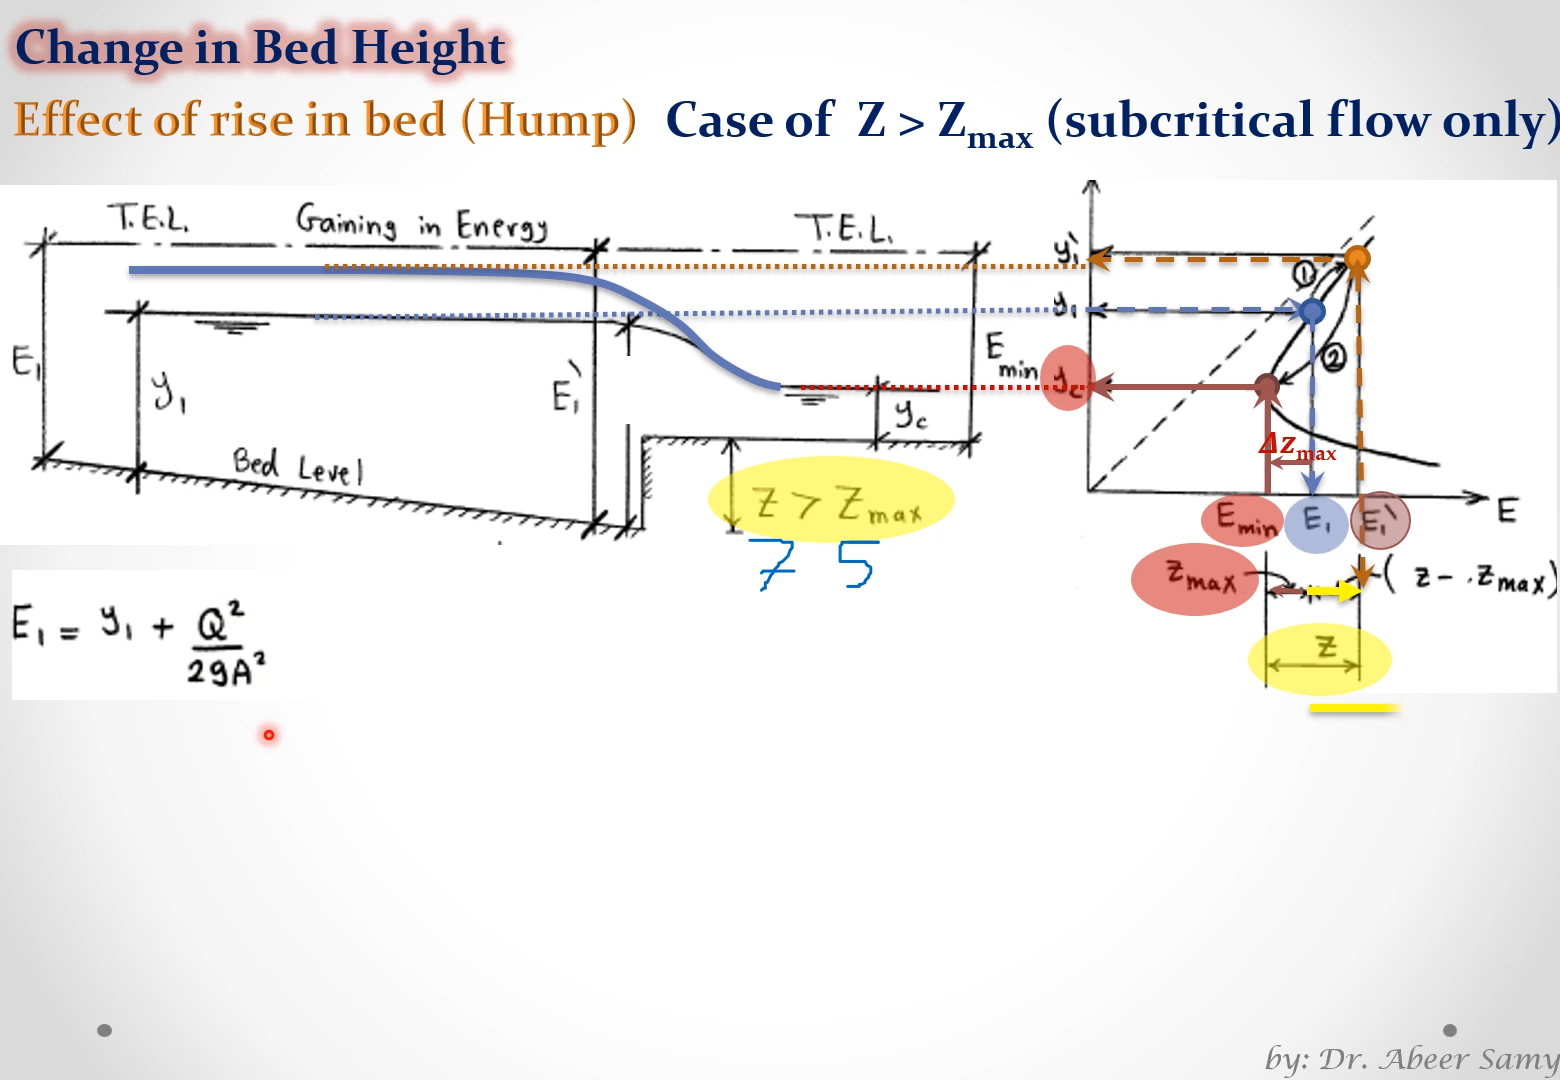 Change in Bed Height
Effect of rise in bed (Hump) Case of Z > Zmax (subcritical flow only)
T.E.L. Gaining in Energy T.E.L.
E1
y1
Bed Level
E1`
yc
Emin
Z > Zmax
7 5
y1`
y1
yc
1
2
Δzmax
Emin E1 E1` E
Zmax (Z - .Zmax)
Z
E1 = y1 + Q²/2gA²
by: Dr. Abeer Samy